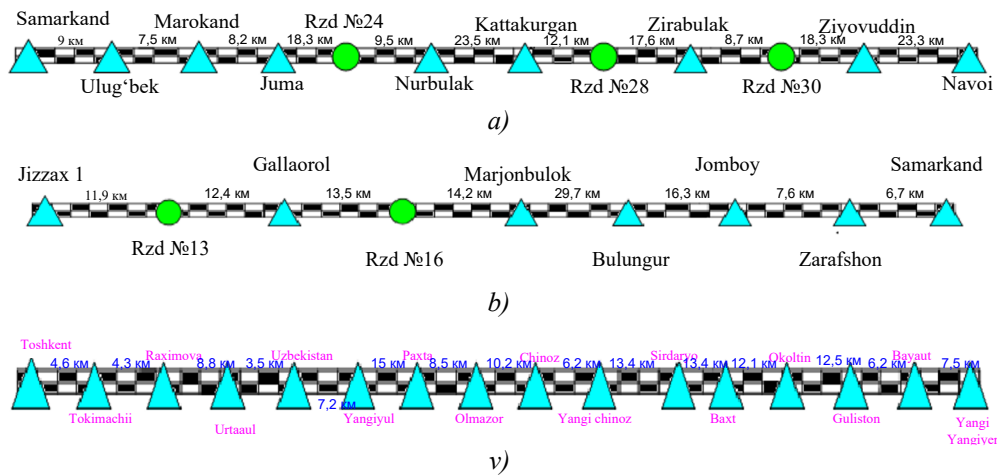 Samarkand Marokand Rzd №24 Kattakurgan Zirabulak Ziyovuddin
9 км 7,5 км 8,2 км 18,3 км 9,5 км 23,5 км 12,1 км 17,6 км 8,7 км 18,3 км 23,3 км
Ulug‘bek Juma Nurbulak Rzd №28 Rzd №30 Navoi
a)
Jizzax 1 Gallaorol Marjonbulok Jomboy Samarkand
11,9 км 12,4 км 13,5 км 14,2 км 29,7 км 16,3 км 7,6 км 6,7 км
Rzd №13 Rzd №16 Bulungur Zarafshon
b)
Toshkent Raximova Uzbekistan Paxta Chinoz Sirdaryo Okoltin Bayaut
4,6 км 4,3 км 8,8 км 3,5 км 15 км 8,5 км 10,2 км 6,2 км 13,4 км 13,4 км 12,1 км 12,5 км 6,2 км 7,5 км
7,2 км
Tokimachii Urtaaul Yangiyul Olmazor Yangi chinoz Baxt Guliston Yangi
Yangiyer
v)